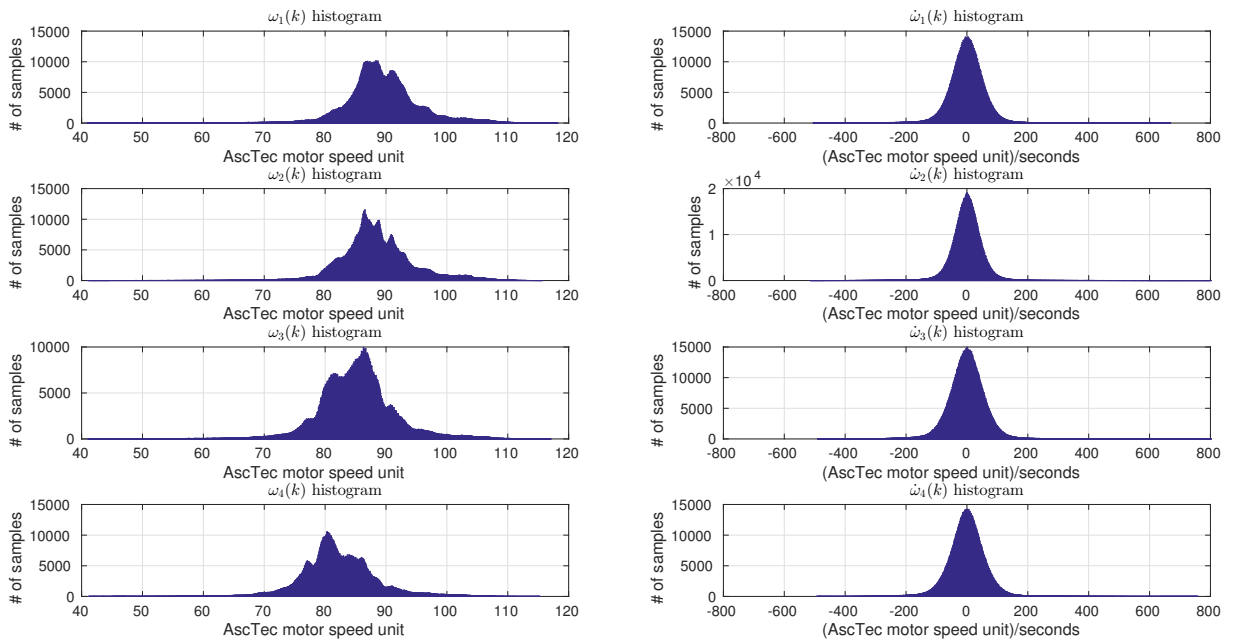 ω₁(k) histogram
# of samples
15000
10000
5000
0
40 50 60 70 80 90 100 110 120
AscTec motor speed unit
ω̇₁(k) histogram
# of samples
15000
10000
5000
0
-800 -600 -400 -200 0 200 400 600 800
(AscTec motor speed unit)/seconds
ω₂(k) histogram
# of samples
15000
10000
5000
0
40 50 60 70 80 90 100 110 120
AscTec motor speed unit
ω̇₂(k) histogram
×10⁴
# of samples
2
1
0
-800 -600 -400 -200 0 200 400 600 800
(AscTec motor speed unit)/seconds
ω₃(k) histogram
# of samples
10000
5000
0
40 50 60 70 80 90 100 110 120
AscTec motor speed unit
ω̇₃(k) histogram
# of samples
15000
10000
5000
0
-800 -600 -400 -200 0 200 400 600 800
(AscTec motor speed unit)/seconds
ω₄(k) histogram
# of samples
15000
10000
5000
0
40 50 60 70 80 90 100 110 120
AscTec motor speed unit
ω̇₄(k) histogram
# of samples
15000
10000
5000
0
-800 -600 -400 -200 0 200 400 600 800
(AscTec motor speed unit)/seconds